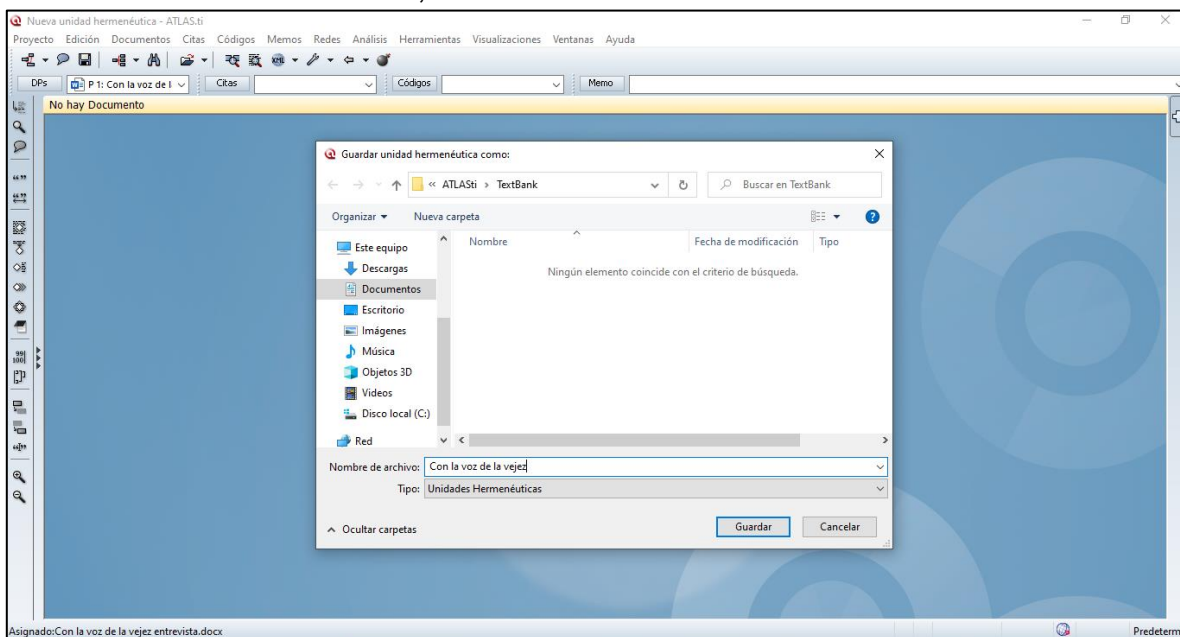 Nueva unidad hermenéutica - ATLAS.ti
Proyecto Edición Documentos Citas Códigos Memos Redes Análisis Herramientas Visualizaciones Ventanas Ayuda
DPs P 1: Con la voz de l Citas Códigos Memo
No hay Documento
Guardar unidad hermenéutica como:
« ATLASti › TextBank Buscar en TextBank
Organizar Nueva carpeta
Nombre Fecha de modificación Tipo
Ningún elemento coincide con el criterio de búsqueda.
Este equipo
Descargas
Documentos
Escritorio
Imágenes
Música
Objetos 3D
Videos
Disco local (C:)
Red
Nombre de archivo: Con la voz de la vejez
Tipo: Unidades Hermenéuticas
Ocultar carpetas Guardar Cancelar
Asignado:Con la voz de la vejez entrevista.docx Predeterm